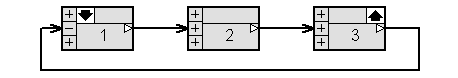 + - + 1
+ + 2
+ + 3